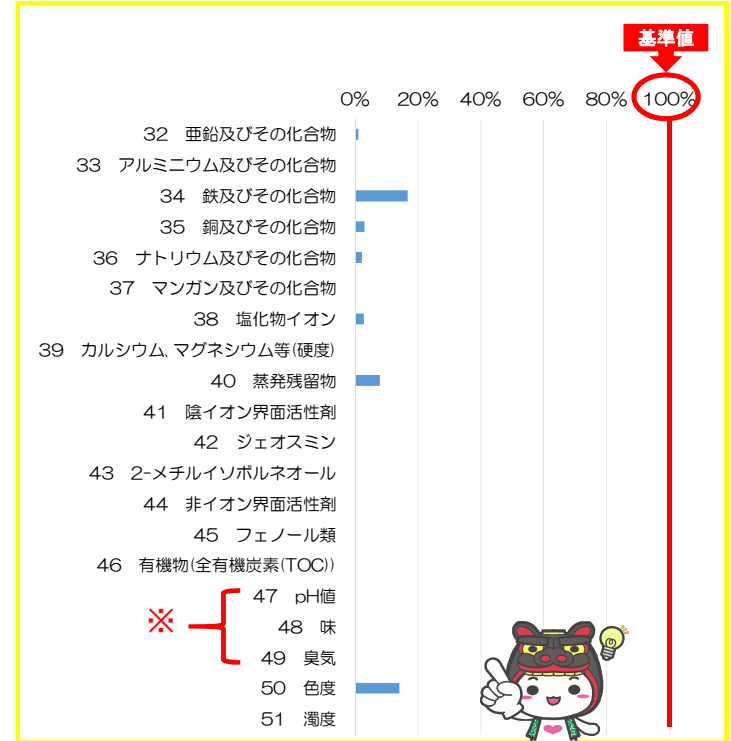 基準値
0% 20% 40% 60% 80% 100%
32 亜鉛及びその化合物
33 アルミニウム及びその化合物
34 鉄及びその化合物
35 銅及びその化合物
36 ナトリウム及びその化合物
37 マンガン及びその化合物
38 塩化物イオン
39 カルシウム、マグネシウム等(硬度)
40 蒸発残留物
41 陰イオン界面活性剤
42 ジェオスミン
43 2-メチルイソボルネオール
44 非イオン界面活性剤
45 フェノール類
46 有機物(全有機炭素(TOC))
47 pH値
※
48 味
49 臭気
50 色度
51 濁度